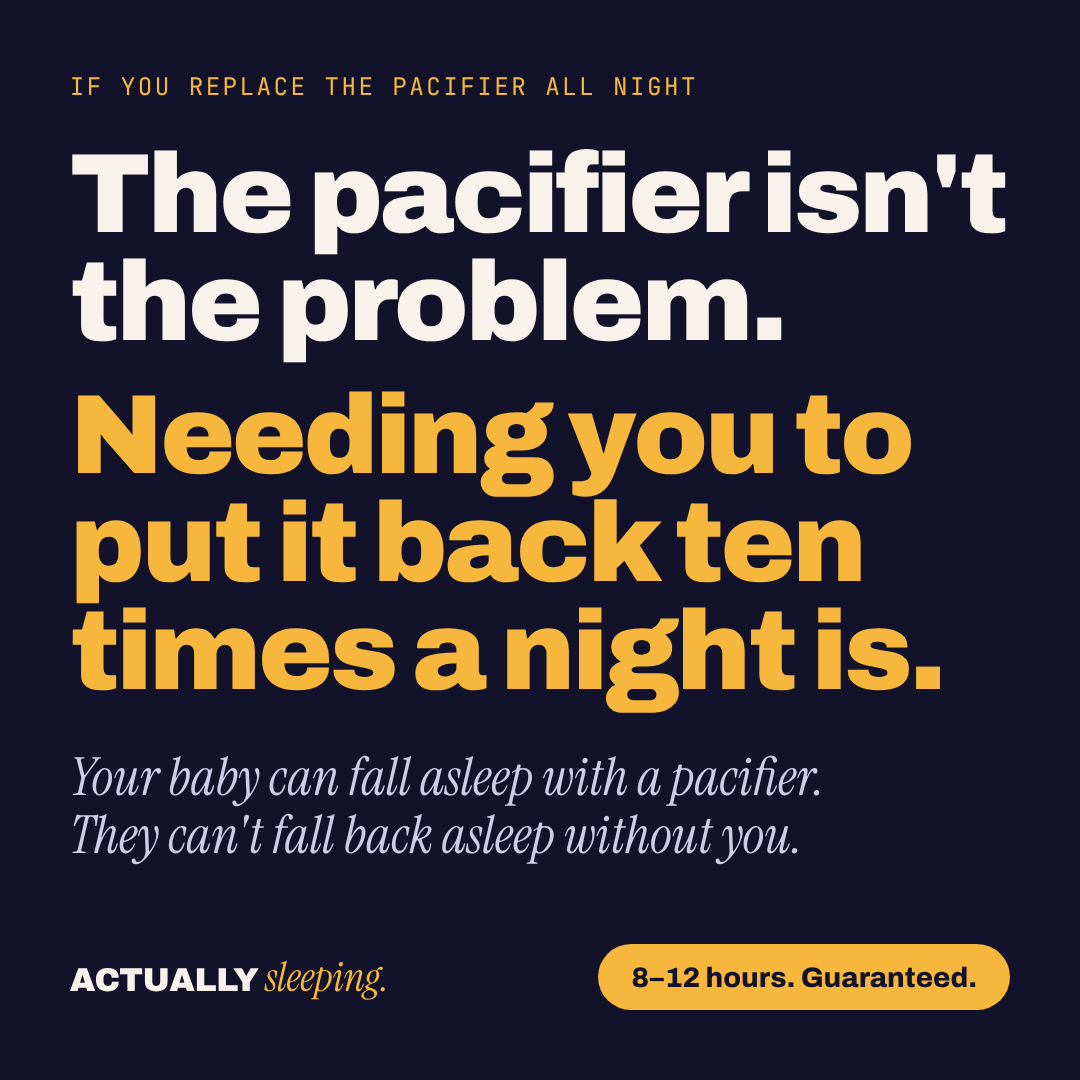 IF YOU REPLACE THE PACIFIER ALL NIGHT
The pacifier isn't
the problem.
Needing you to
put it back ten
times a night is.
Your baby can fall asleep with a pacifier.
They can't fall back asleep without you.
ACTUALLY sleeping.
8–12 hours. Guaranteed.